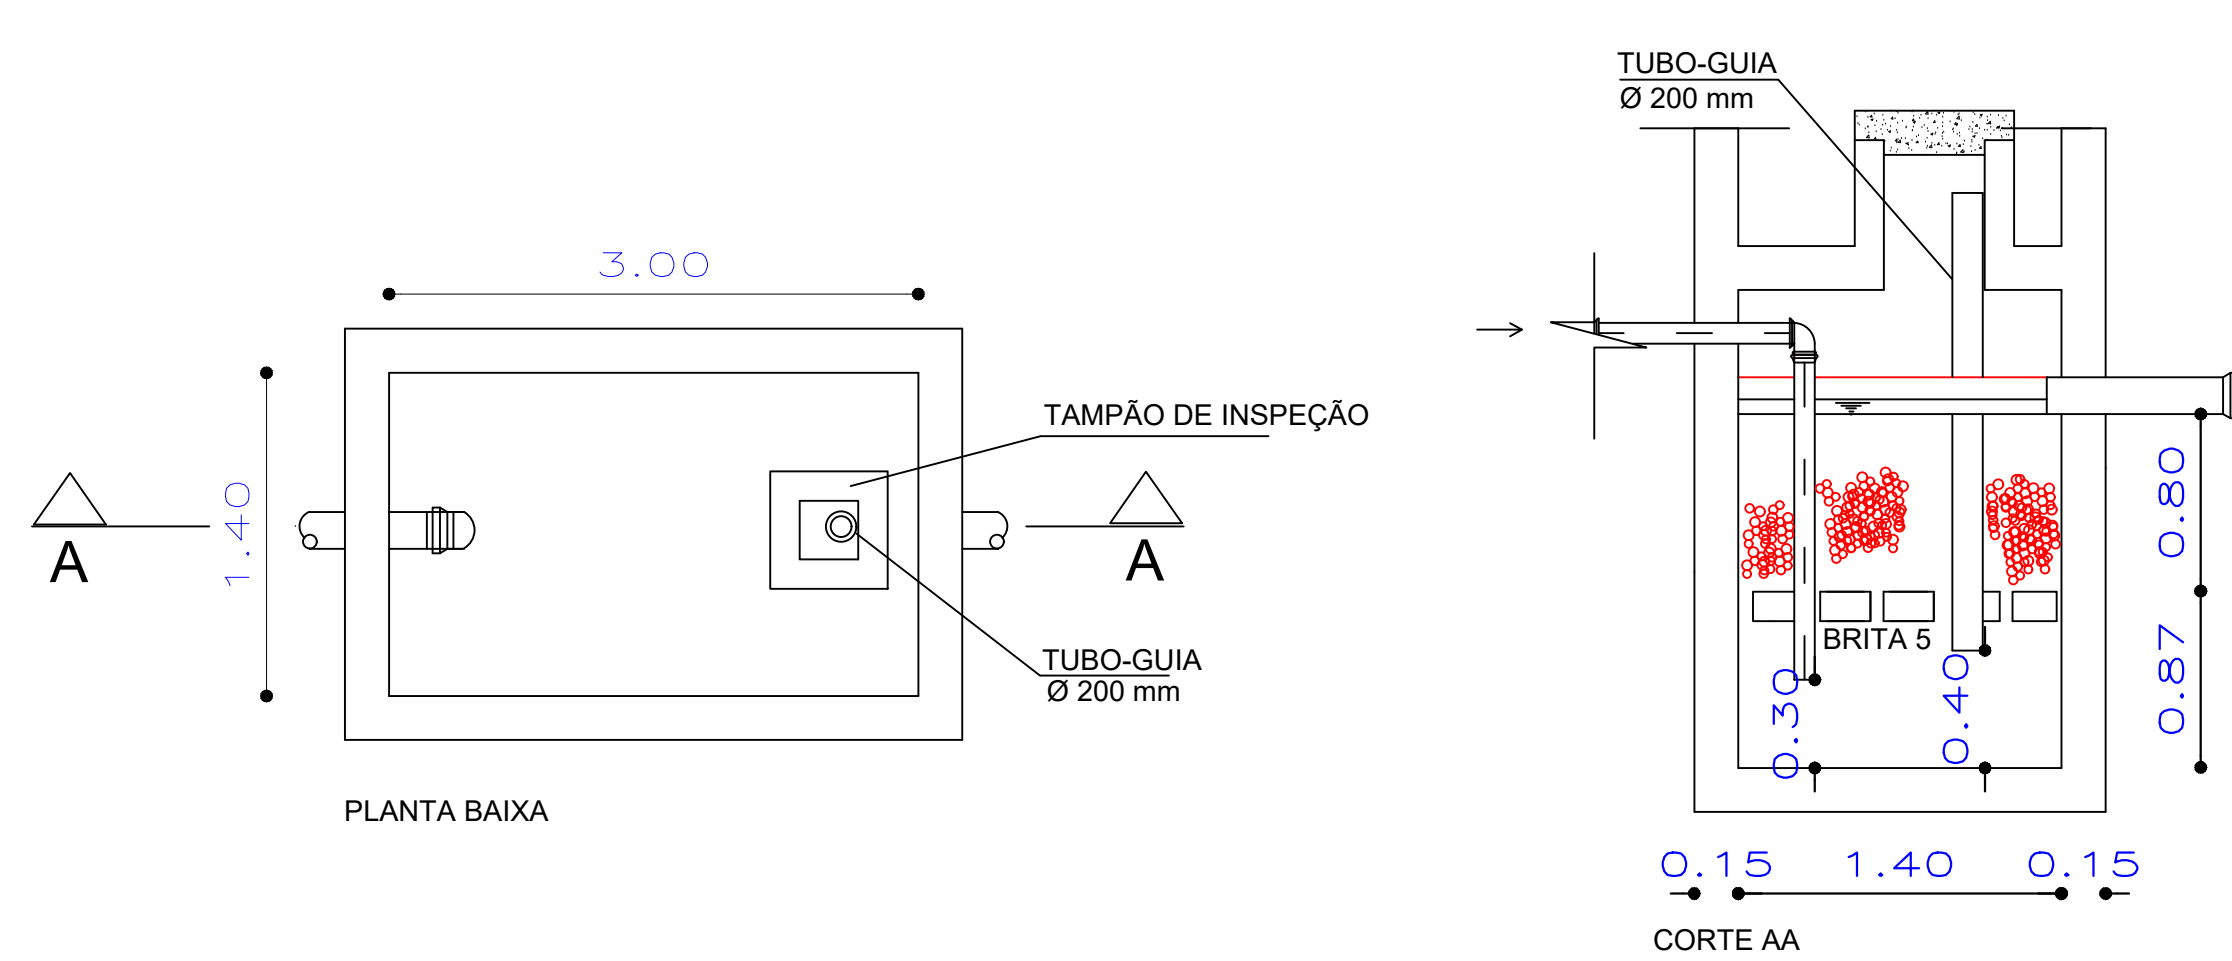 3.00
1.40
TAMPÃO DE INSPEÇÃO
A
A
TUBO-GUIA
Ø 200 mm
PLANTA BAIXA
TUBO-GUIA
Ø 200 mm
0.80
BRITA 5
0.87
0.30
0.40
0.15 1.40 0.15
CORTE AA